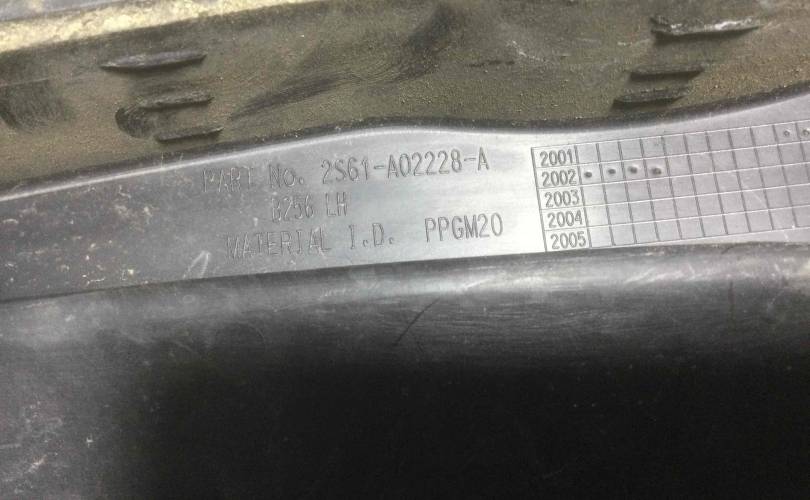 PART No. 2S61-A02228-A
B256 LH
MATERIAL I.D. PPGM20
2001
2002
2003
2004
2005